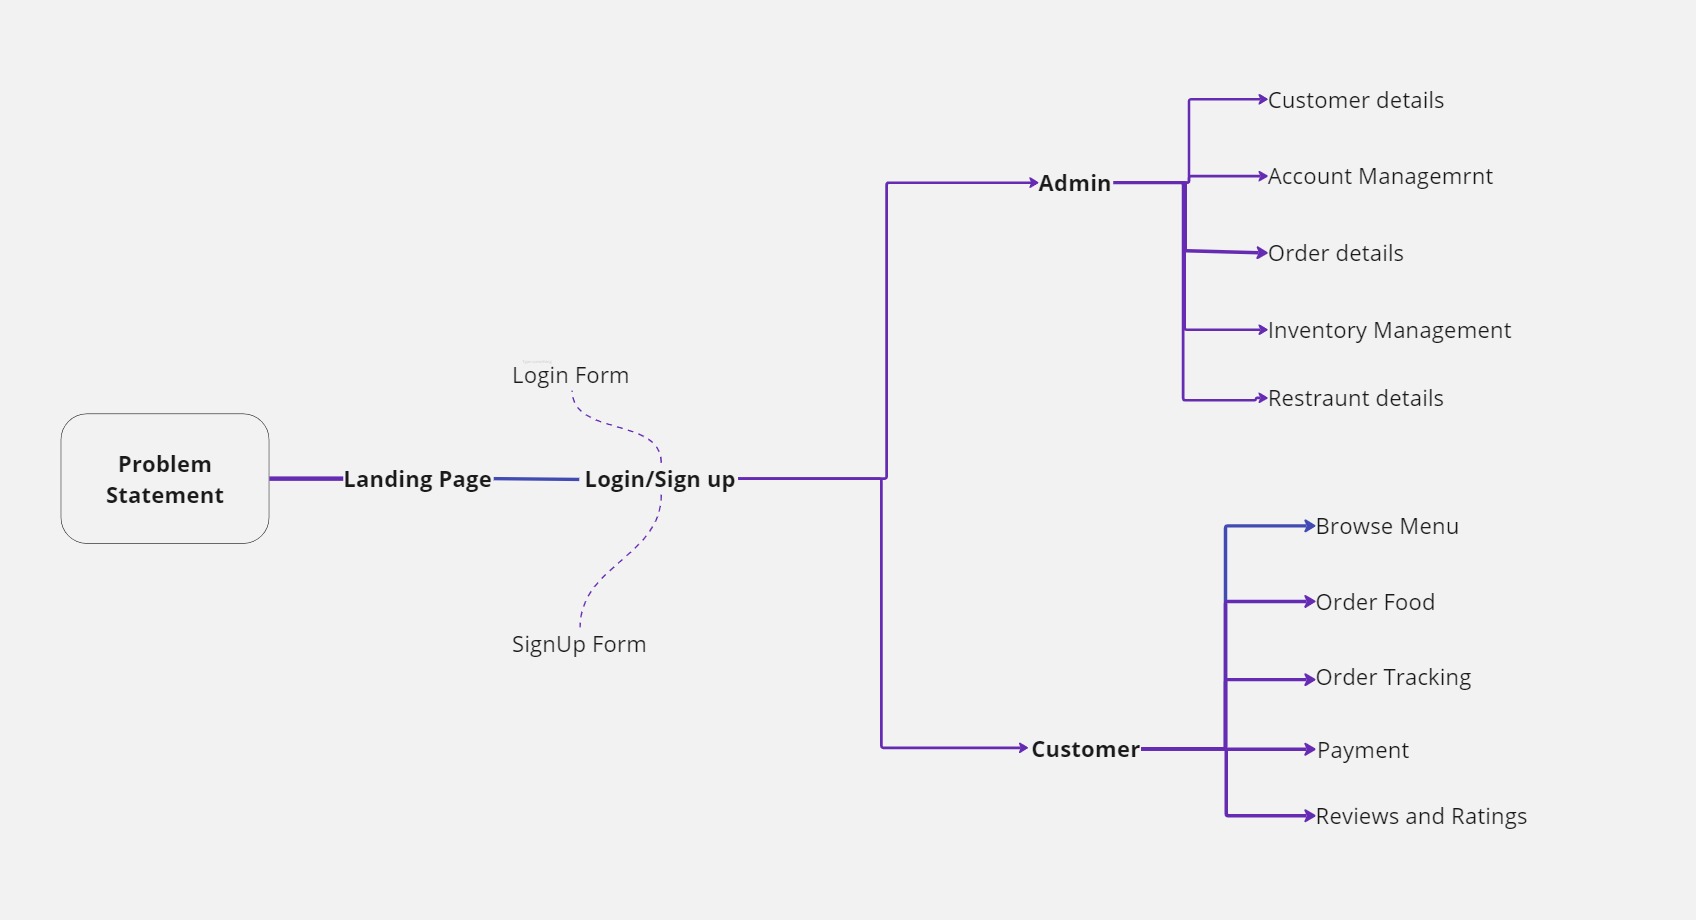 Customer details
Admin
Account Managemrnt
Order details
Inventory Management
Restraunt details
Login Form
Problem
Statement
Landing Page
Login/Sign up
SignUp Form
Browse Menu
Order Food
Order Tracking
Customer
Payment
Reviews and Ratings